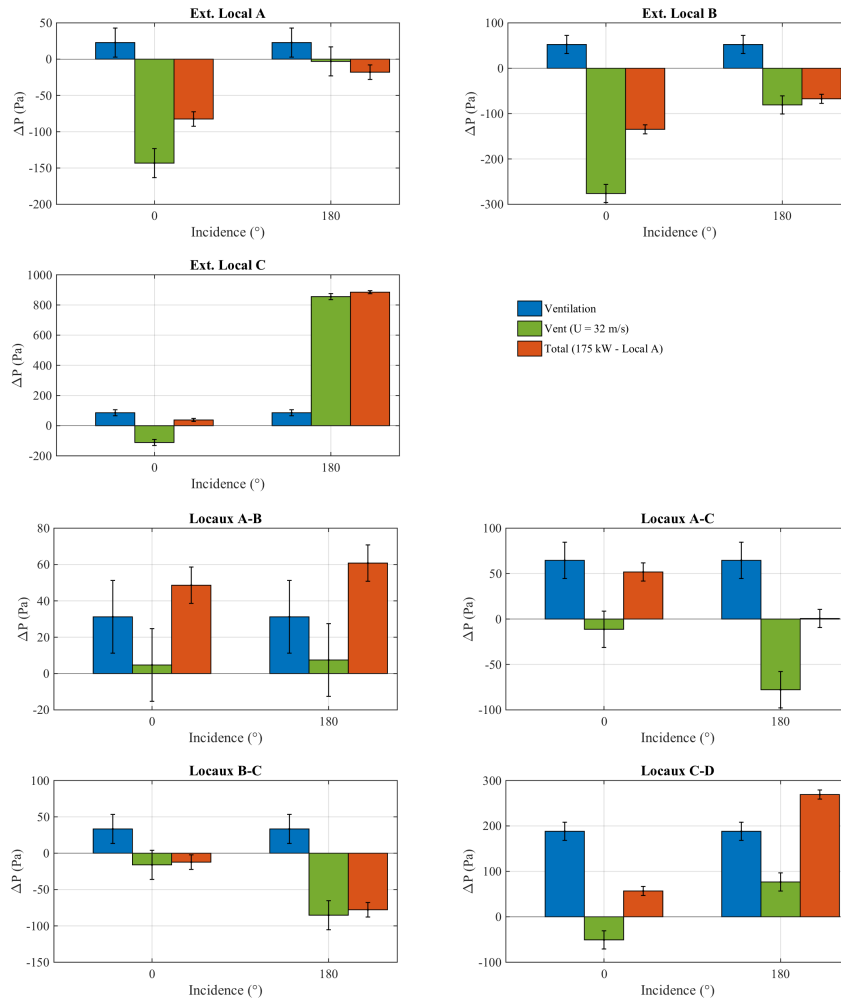 Ext. Local A
50
0
-50
-100
-150
-200
ΔP (Pa)
0
180
Incidence (°)
Ext. Local B
100
0
-100
-200
-300
ΔP (Pa)
0
180
Incidence (°)
Ext. Local C
1000
800
600
400
200
0
-200
ΔP (Pa)
0
180
Incidence (°)
Ventilation
Vent (U = 32 m/s)
Total (175 kW - Local A)
Locaux A-B
80
60
40
20
0
-20
ΔP (Pa)
0
180
Incidence (°)
Locaux A-C
100
50
0
-50
-100
ΔP (Pa)
0
180
Incidence (°)
Locaux B-C
100
50
0
-50
-100
-150
ΔP (Pa)
0
180
Incidence (°)
Locaux C-D
300
200
100
0
-100
ΔP (Pa)
0
180
Incidence (°)